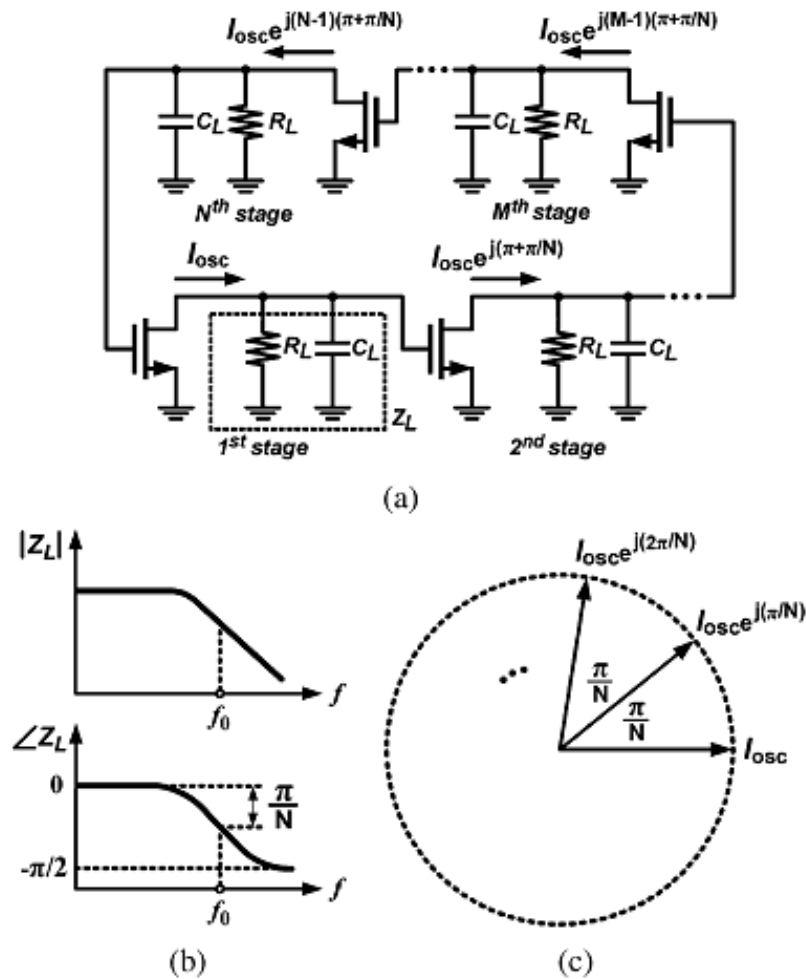 I_osc e^j(N-1)(π+π/N) I_osc e^j(M-1)(π+π/N)
C_L R_L C_L R_L
N^th stage M^th stage
I_osc I_osc e^j(π+π/N)
R_L C_L R_L C_L
Z_L
1^st stage 2^nd stage
(a)
|Z_L|
f
f_0
∠Z_L
0
π/N
-π/2
f
f_0
(b)
I_osc e^j(2π/N)
I_osc e^j(π/N)
π/N
π/N
I_osc
(c)